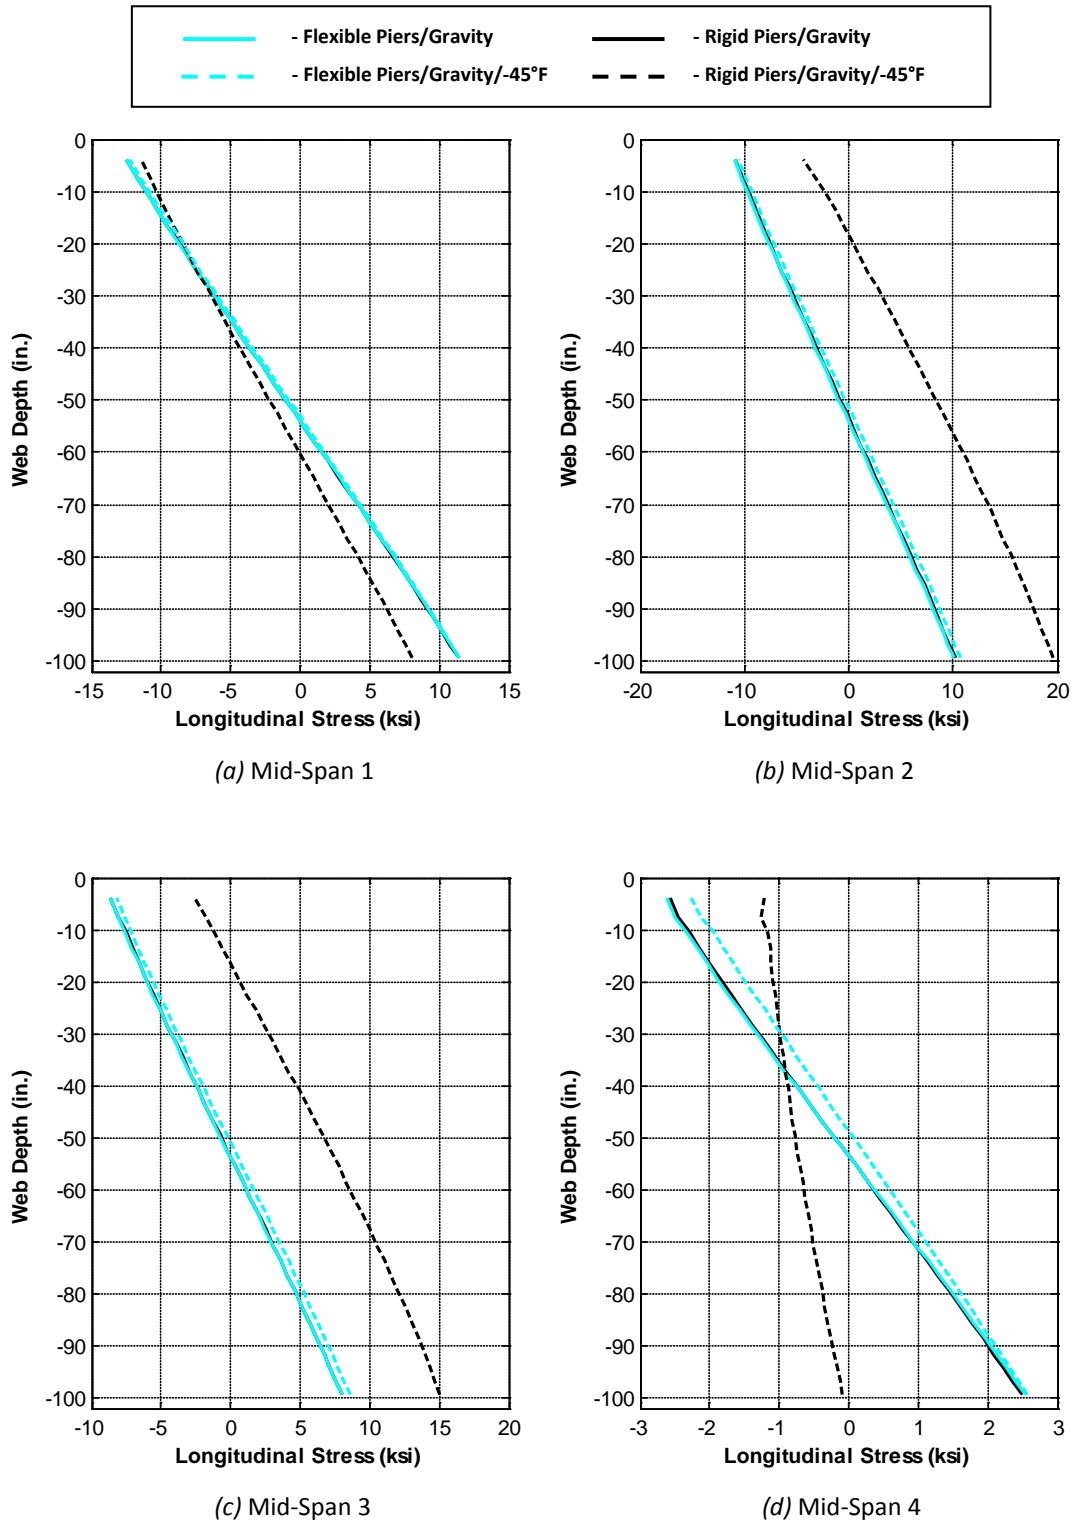 - Flexible Piers/Gravity - Rigid Piers/Gravity
- Flexible Piers/Gravity/-45°F - Rigid Piers/Gravity/-45°F
0
-10
-20
-30
-40
-50
-60
-70
-80
-90
-100
Web Depth (in.)
-15 -10 -5 0 5 10 15
Longitudinal Stress (ksi)
(a) Mid-Span 1
0
-10
-20
-30
-40
-50
-60
-70
-80
-90
-100
Web Depth (in.)
-20 -10 0 10 20
Longitudinal Stress (ksi)
(b) Mid-Span 2
0
-10
-20
-30
-40
-50
-60
-70
-80
-90
-100
Web Depth (in.)
-10 -5 0 5 10 15 20
Longitudinal Stress (ksi)
(c) Mid-Span 3
0
-10
-20
-30
-40
-50
-60
-70
-80
-90
-100
Web Depth (in.)
-3 -2 -1 0 1 2 3
Longitudinal Stress (ksi)
(d) Mid-Span 4